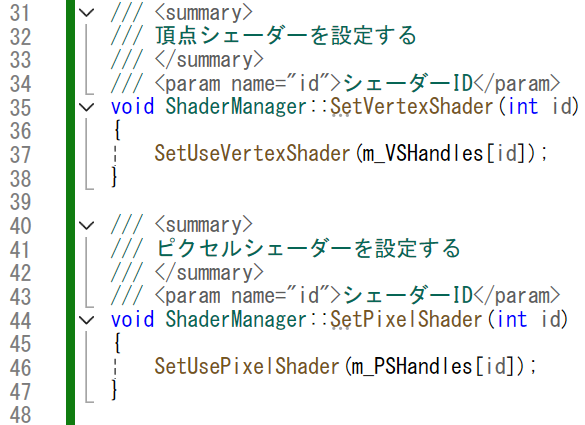 31 /// <summary>
32 /// 頂点シェーダーを設定する
33 /// </summary>
34 /// <param name="id">シェーダーID</param>
35 void ShaderManager::SetVertexShader(int id)
36 {
37 SetUseVertexShader(m_VSHandles[id]);
38 }
39
40 /// <summary>
41 /// ピクセルシェーダーを設定する
42 /// </summary>
43 /// <param name="id">シェーダーID</param>
44 void ShaderManager::SetPixelShader(int id)
45 {
46 SetUsePixelShader(m_PSHandles[id]);
47 }
48